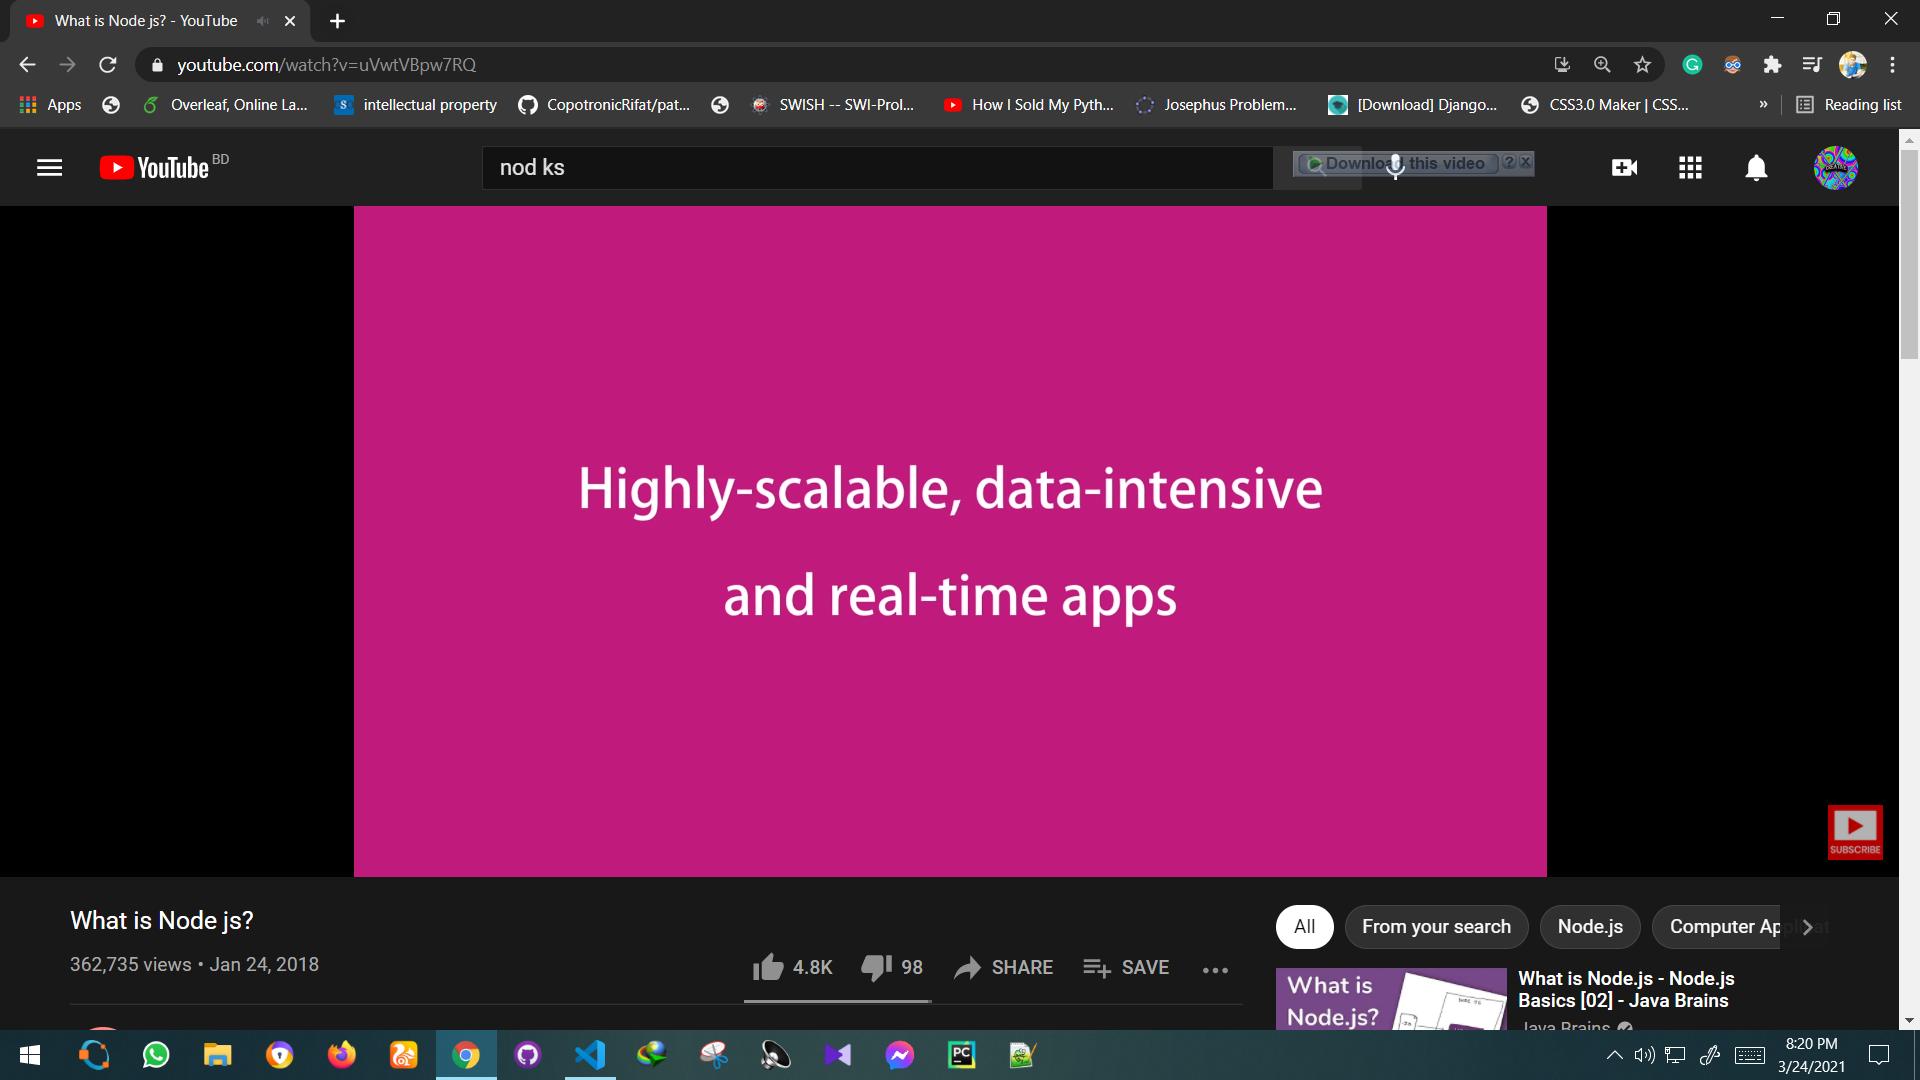 What is Node js? - YouTube
youtube.com/watch?v=uVwtVBpw7RQ
Apps
Overleaf, Online La...
intellectual property
CopotronicRifat/pat...
SWISH -- SWI-Prol...
How I Sold My Pyth...
Josephus Problem...
[Download] Django...
CSS3.0 Maker | CSS...
»
Reading list
YouTube BD
nod ks
Download this video
Highly-scalable, data-intensive
and real-time apps
SUBSCRIBE
What is Node js?
362,735 views • Jan 24, 2018
4.8K
98
SHARE
SAVE
All
From your search
Node.js
Computer Ap
What is
Node.js?
What is Node.js - Node.js
Basics [02] - Java Brains
Java Brains
8:20 PM
3/24/2021